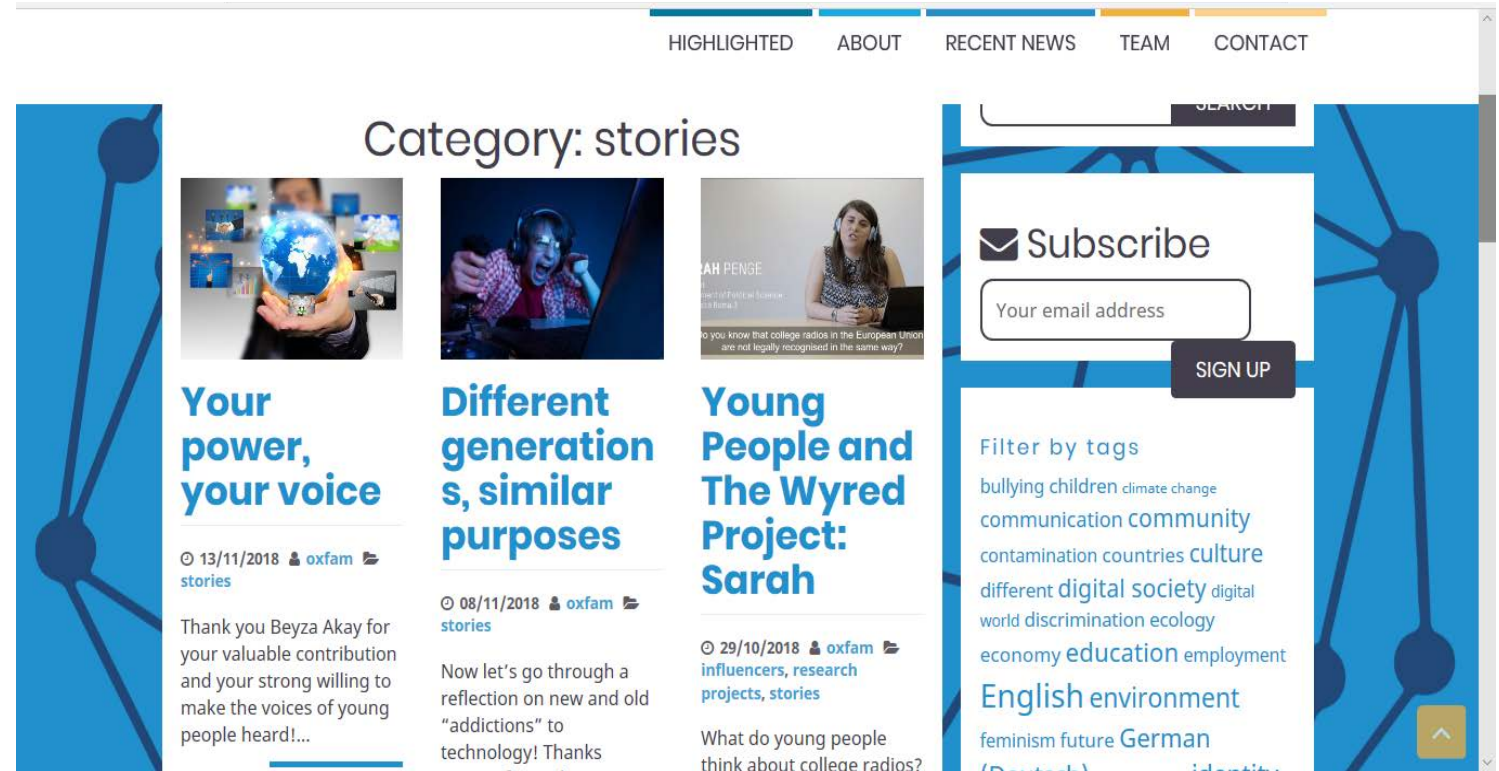 HIGHLIGHTED ABOUT RECENT NEWS TEAM CONTACT
Category: stories
RAH PENGE
o you know that college radios in the European Union
are not legally recognised in the same way?
Your
power,
your voice
13/11/2018 oxfam
stories
Thank you Beyza Akay for
your valuable contribution
and your strong willing to
make the voices of young
people heard!...
Different
generation
s, similar
purposes
08/11/2018 oxfam
stories
Now let's go through a
reflection on new and old
“addictions” to
technology! Thanks
Young
People and
The Wyred
Project:
Sarah
29/10/2018 oxfam
influencers, research
projects, stories
What do young people
think about college radios?
SEARCH
Subscribe
Your email address
SIGN UP
Filter by tags
bullying children climate change
communication community
contamination countries culture
different digital society digital
world discrimination ecology
economy education employment
English environment
feminism future German
(Deutsch) identity